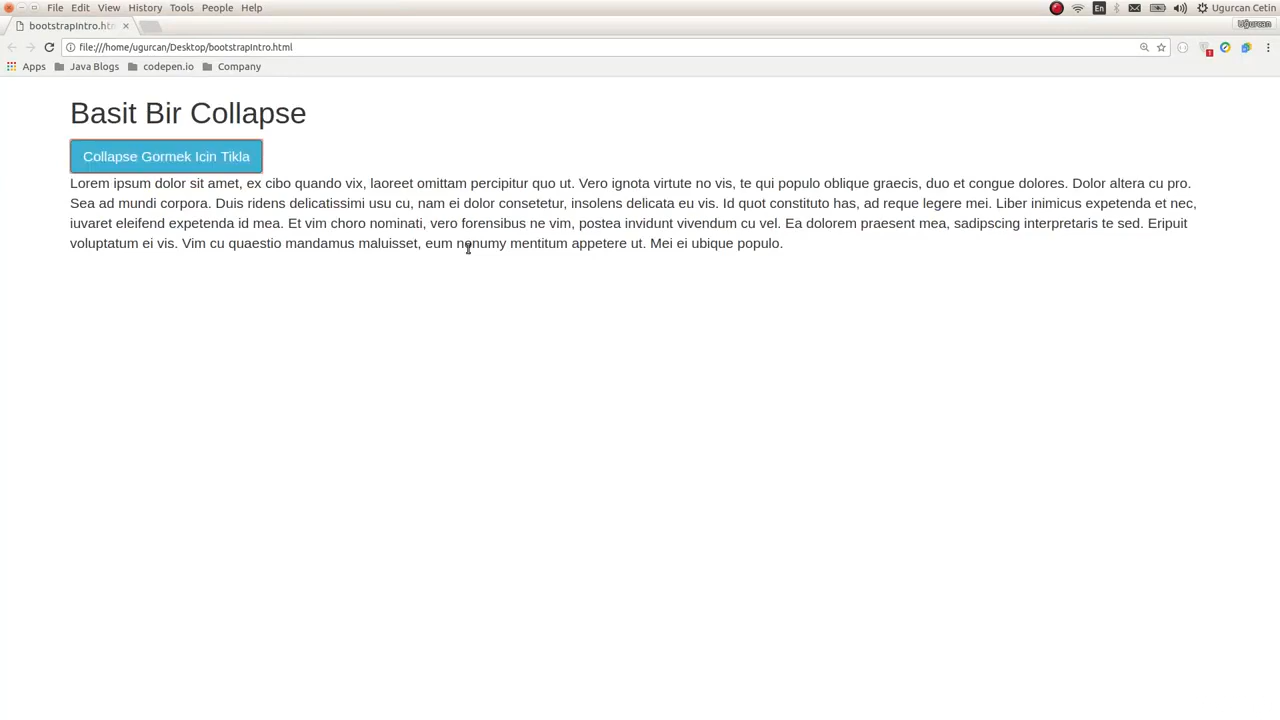 File Edit View History Tools People Help
En
Ugurcan Cetin
bootstrapIntro.htm
Uğurcan
file:///home/ugurcan/Desktop/bootstrapIntro.html
Apps Java Blogs codepen.io Company
Basit Bir Collapse
Collapse Gormek Icin Tikla
Lorem ipsum dolor sit amet, ex cibo quando vix, laoreet omittam percipitur quo ut. Vero ignota virtute no vis, te qui populo oblique graecis, duo et congue dolores. Dolor altera cu pro.
Sea ad mundi corpora. Duis ridens delicatissimi usu cu, nam ei dolor consetetur, insolens delicata eu vis. Id quot constituto has, ad reque legere mei. Liber inimicus expetenda et nec,
iuvaret eleifend expetenda id mea. Et vim choro nominati, vero forensibus ne vim, postea invidunt vivendum cu vel. Ea dolorem praesent mea, sadipscing interpretaris te sed. Eripuit
voluptatum ei vis. Vim cu quaestio mandamus maluisset, eum nonumy mentitum appetere ut. Mei ei ubique populo.